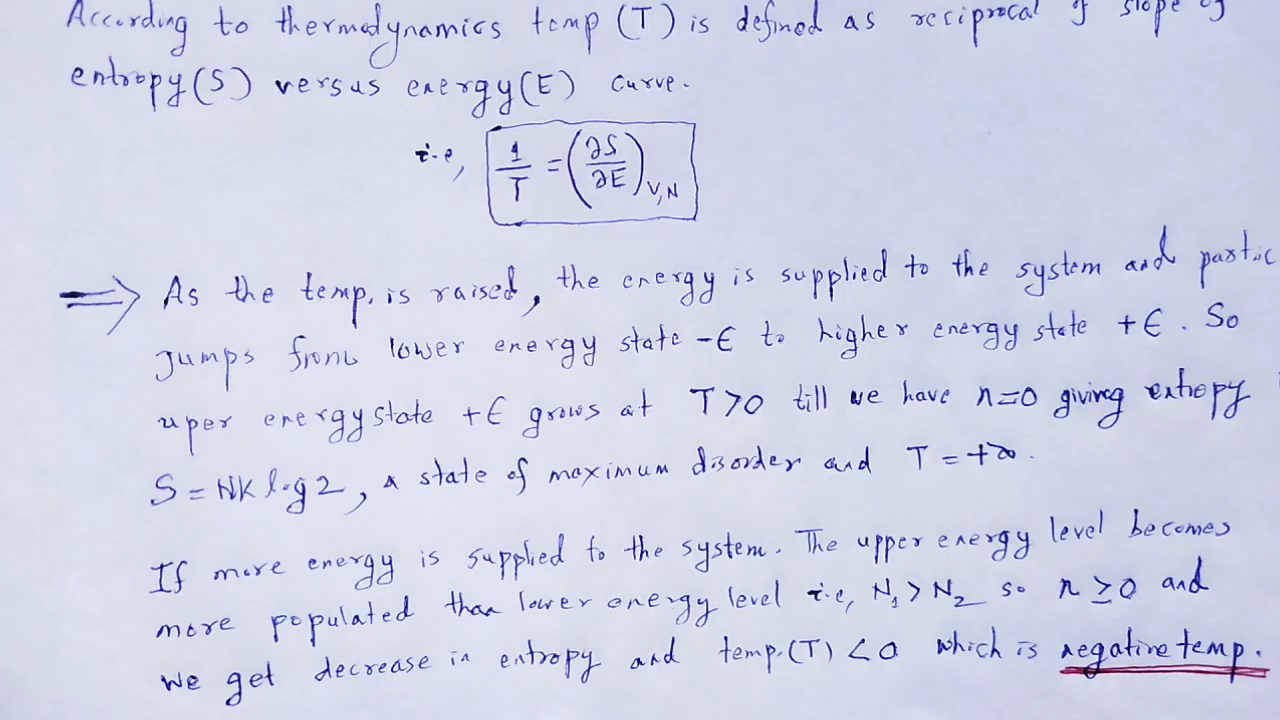 According to thermodynamics temp (T) is defined as reciprocal of slope of
entropy (S) versus energy (E) curve.
i.e, 1/T = (∂S/∂E)V,N
⇒ As the temp. is raised, the energy is supplied to the system and partic
Jumps from lower energy state -ϵ to higher energy state +ϵ. So
uper energy state +ϵ grows at T>0 till we have n=0 giving entropy
S = NK log 2, a state of maximum disorder and T = +∞.
If more energy is supplied to the system. The upper energy level becomes
more populated than lower energy level i.e, N₁ > N₂ so n ≥ 0 and
we get decrease in entropy and temp. (T) < 0 which is negative temp.